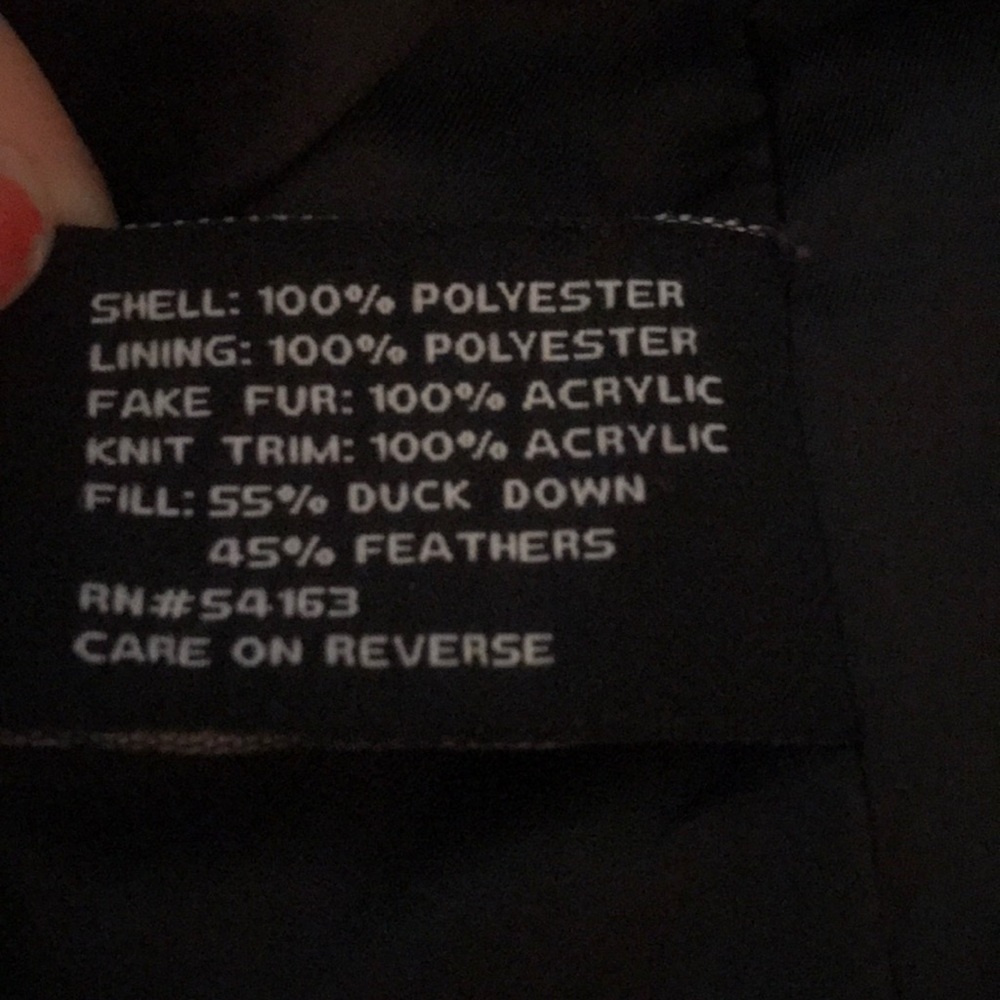 SHELL: 100% POLYESTER
LINING: 100% POLYESTER
FAKE FUR: 100% ACRYLIC
KNIT TRIM: 100% ACRYLIC
FILL: 55% DUCK DOWN
45% FEATHERS
RN#54163
CARE ON REVERSE